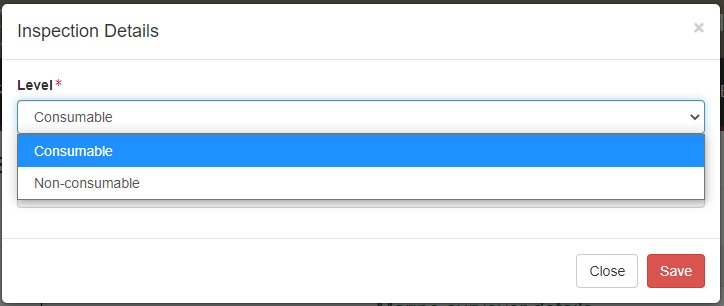 Inspection Details
×
Level *
Consumable
Consumable
Non-consumable
Close
Save